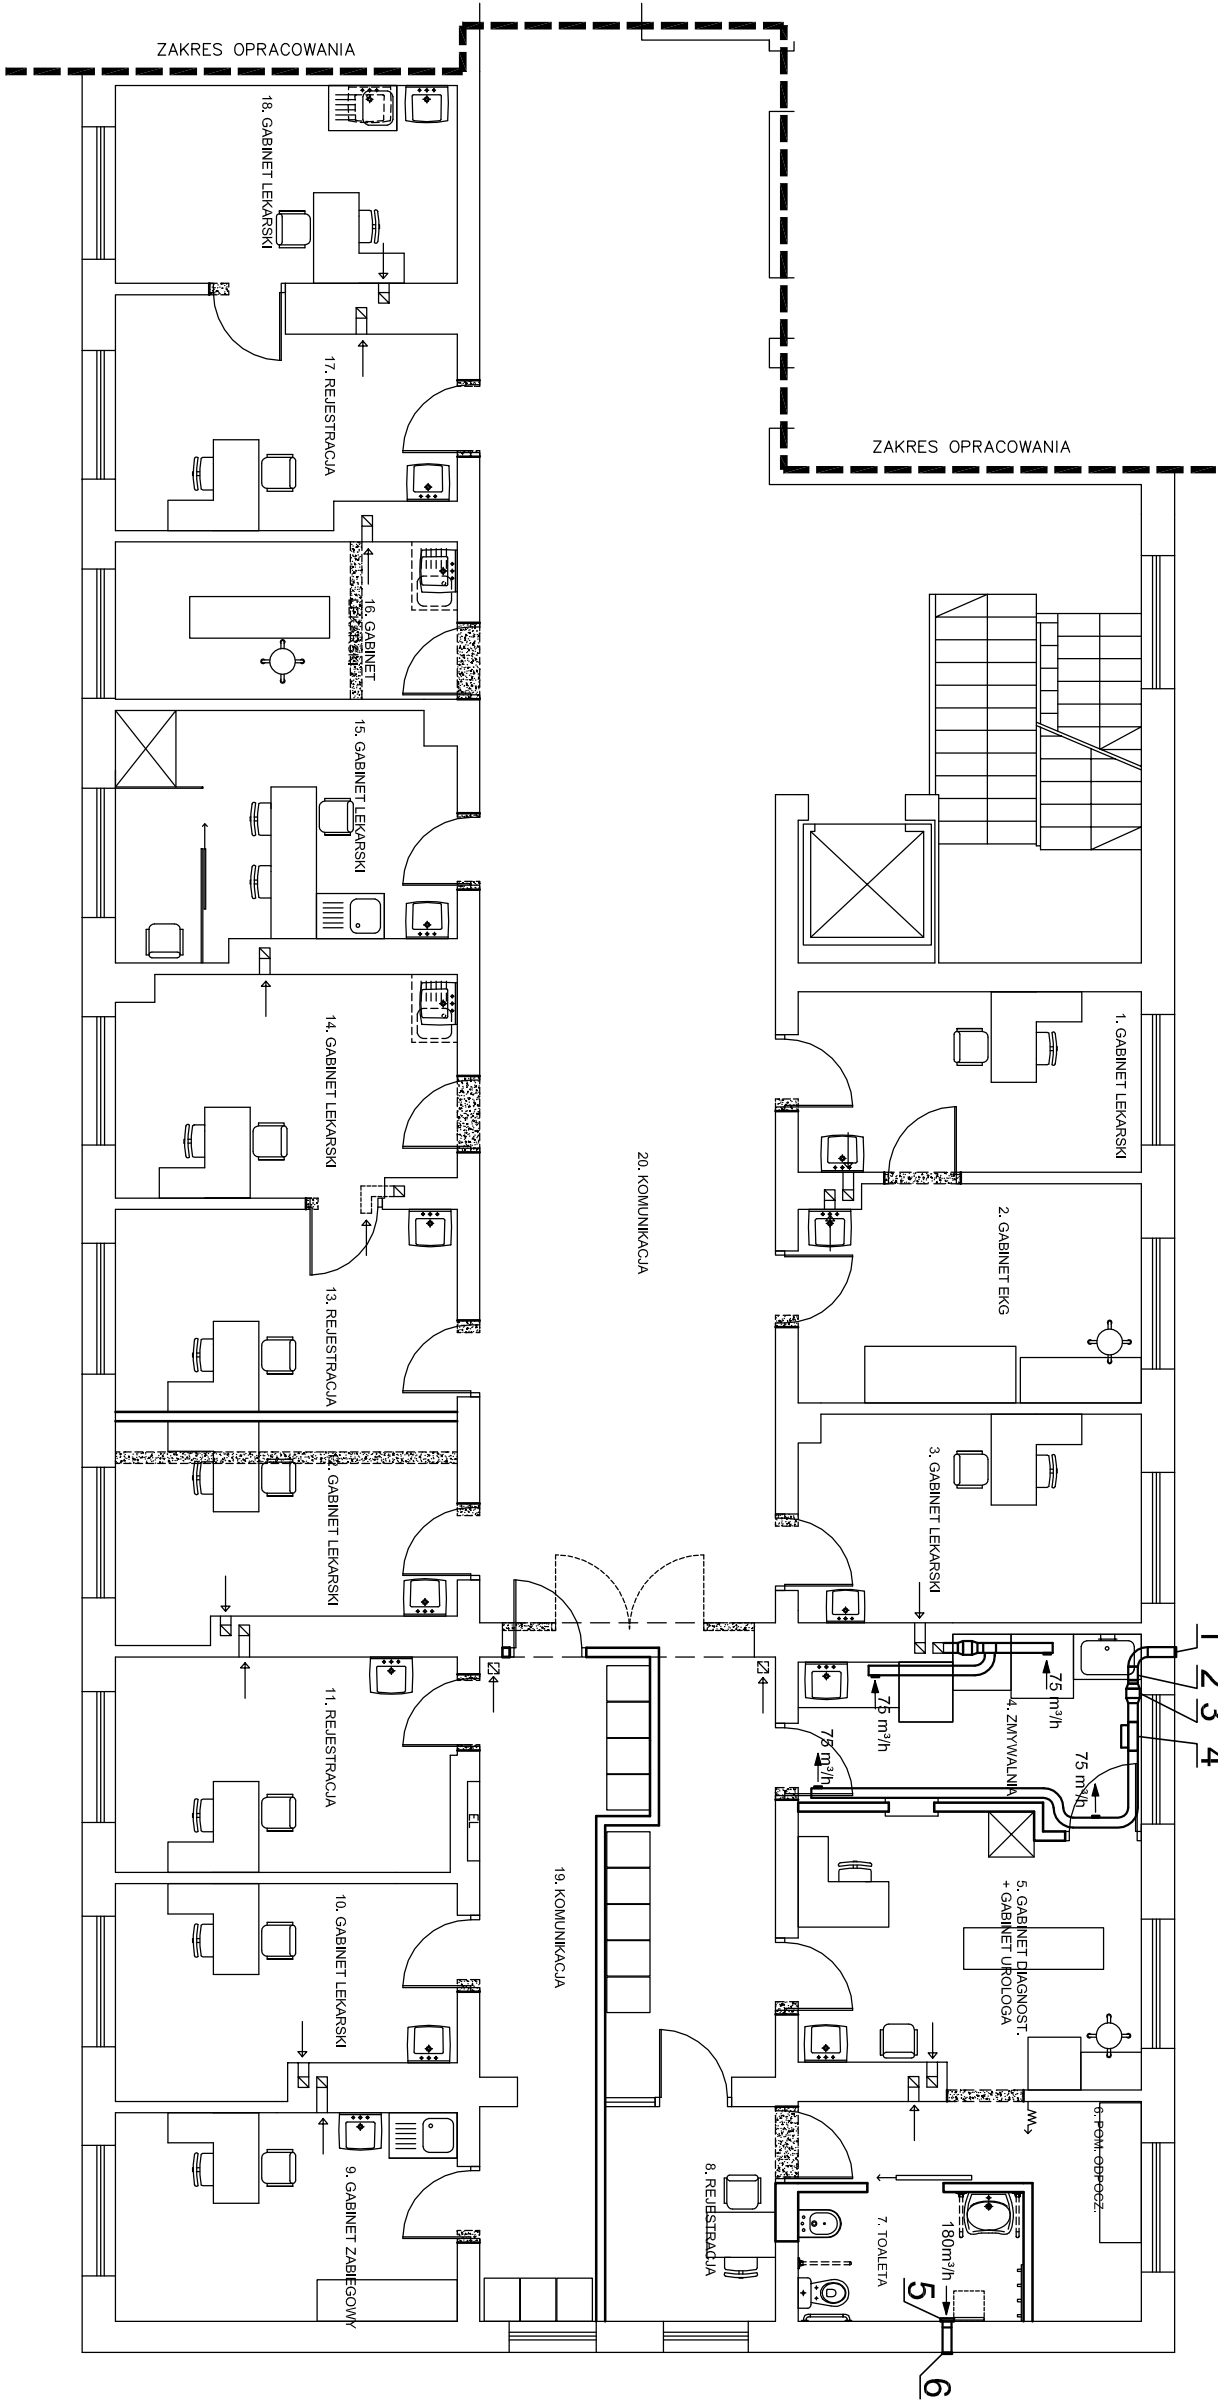 ZAKRES OPRACOWANIA
ZAKRES OPRACOWANIA
18. GABINET LEKARSKI
17. REJESTRACJA
16. GABINET
LEKARSKI
15. GABINET LEKARSKI
14. GABINET LEKARSKI
13. REJESTRACJA
2. GABINET LEKARSKI
11. REJESTRACJA
EL
10. GABINET LEKARSKI
9. GABINET ZABIEGOWY
20. KOMUNIKACJA
19. KOMUNIKACJA
1. GABINET LEKARSKI
2. GABINET EKG
3. GABINET LEKARSKI
4. ZMYWALNIA
75 m³/h
75 m³/h
75 m³/h
75 m³/h
1
2
3
4
5. GABINET DIAGNOST.
+ GABINET UROLOGA
6. POM. ODPOCZ.
7. TOALETA
180m³/h
5
6
8. REJESTRACJA